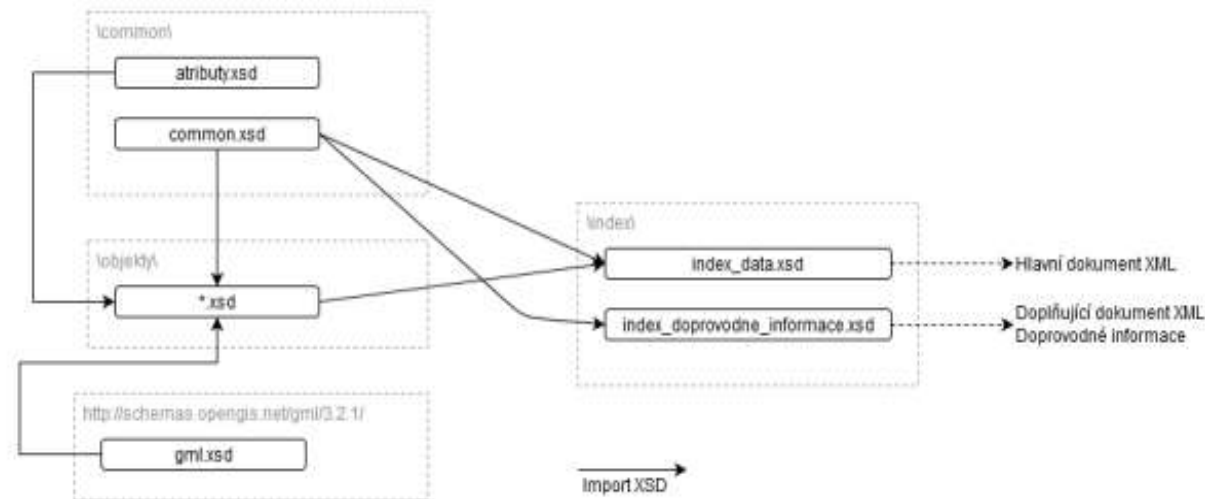 \common\
atributy.xsd
common.xsd
\index\
index_data.xsd
Hlavní dokument XML
\objekty\
*.xsd
index_doprovodne_informace.xsd
Doplňující dokument XML
Doprovodné informace
http://schemas.opengis.net/gml/3.2.1/
gml.xsd
Import XSD